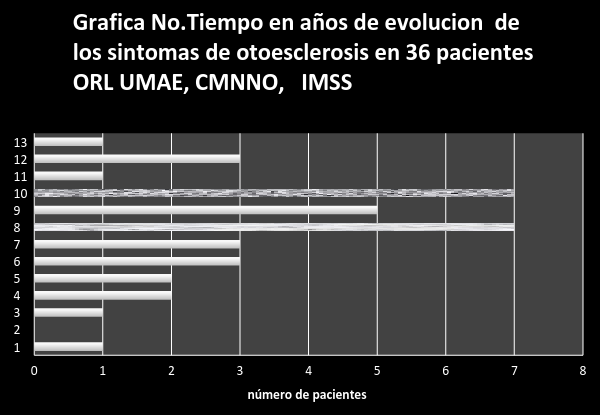 Grafica No.Tiempo en años de evolucion  de
los sintomas de otoesclerosis en 36 pacientes
ORL UMAE, CMNNO,   IMSS
13
12
11
10
9
8
7
6
5
4
3
2
1
0 1 2 3 4 5 6 7 8
número de pacientes